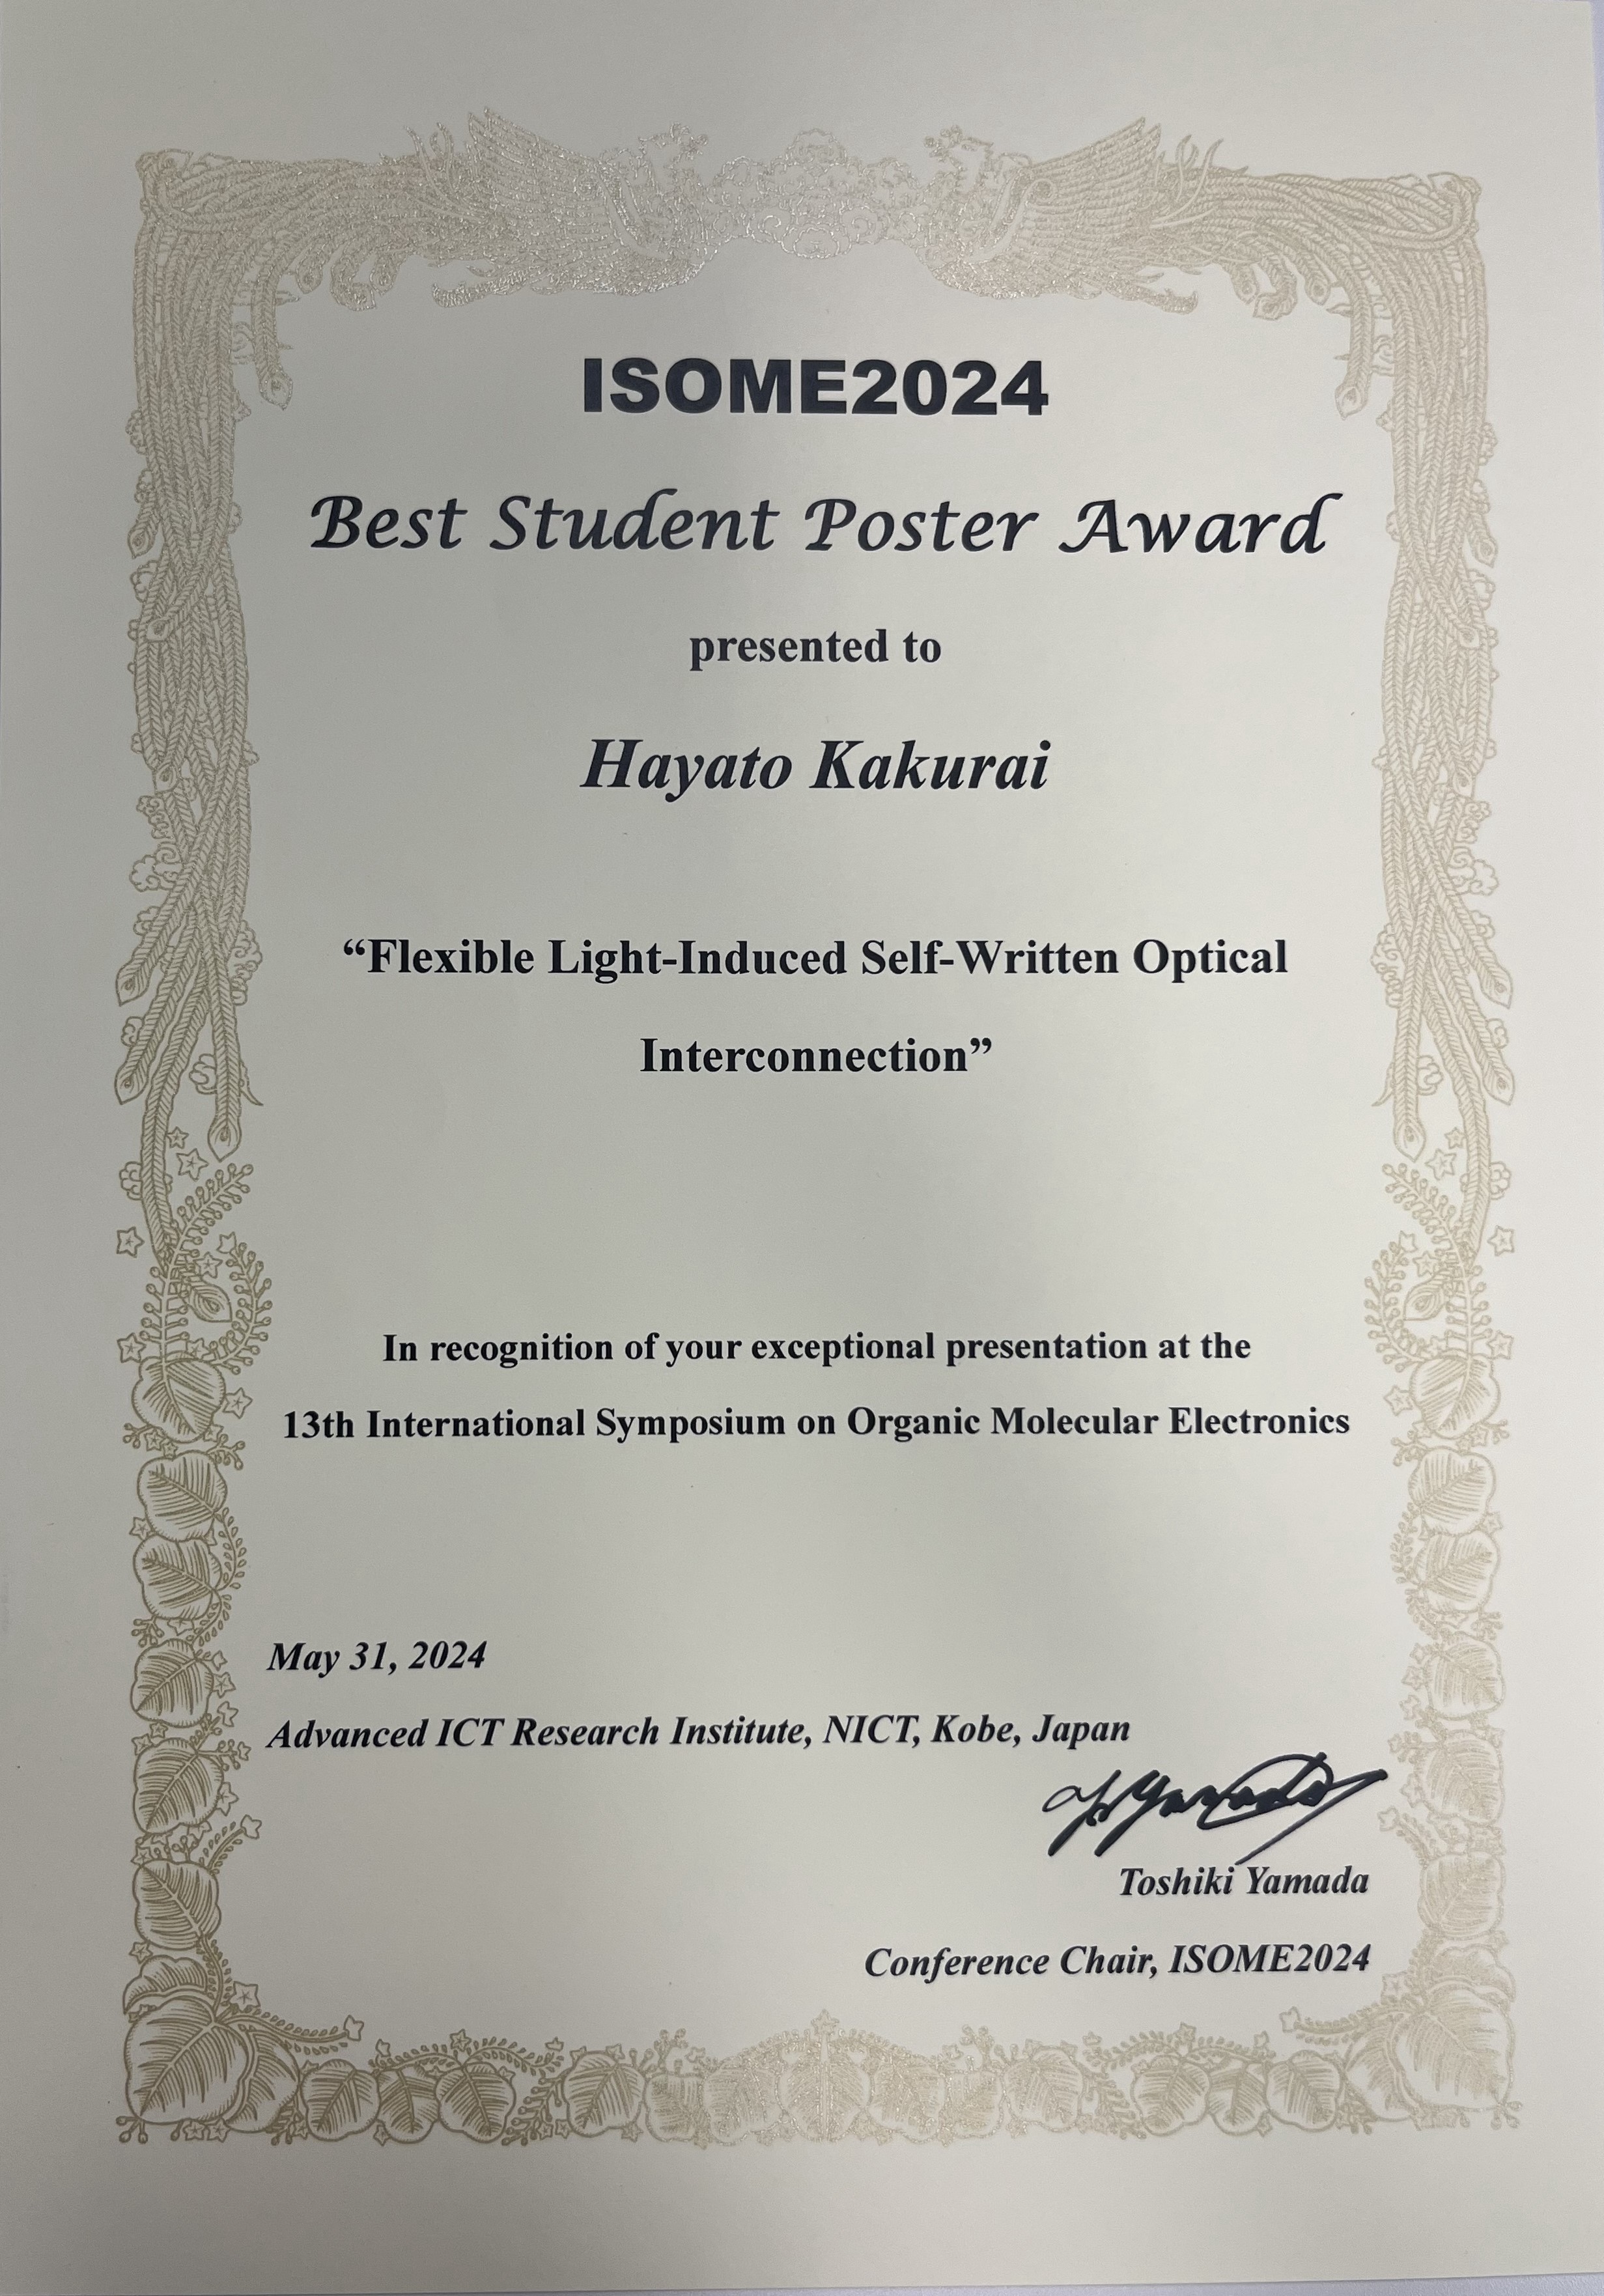 ISOME2024
Best Student Poster Award
presented to
Hayato Kakurai
“Flexible Light-Induced Self-Written Optical
Interconnection”
In recognition of your exceptional presentation at the
13th International Symposium on Organic Molecular Electronics
May 31, 2024
Advanced ICT Research Institute, NICT, Kobe, Japan
Toshiki Yamada
Conference Chair, ISOME2024